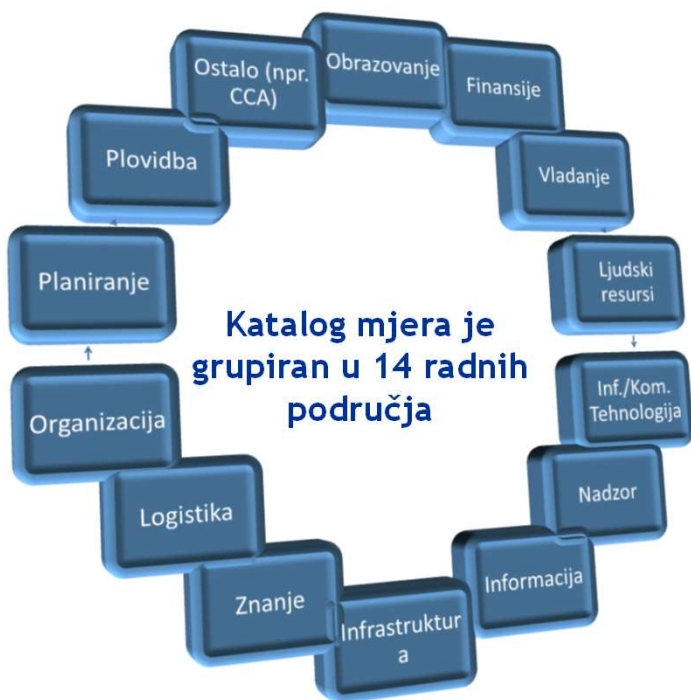 Obrazovanje
Finansije
Vladanje
Ljudski
resursi
Inf./Kom.
Tehnologija
Nadzor
Informacija
Infrastruktur
a
Znanje
Logistika
Organizacija
Planiranje
Plovidba
Ostalo (npr.
CCA)
Katalog mjera je
grupiran u 14 radnih
područja